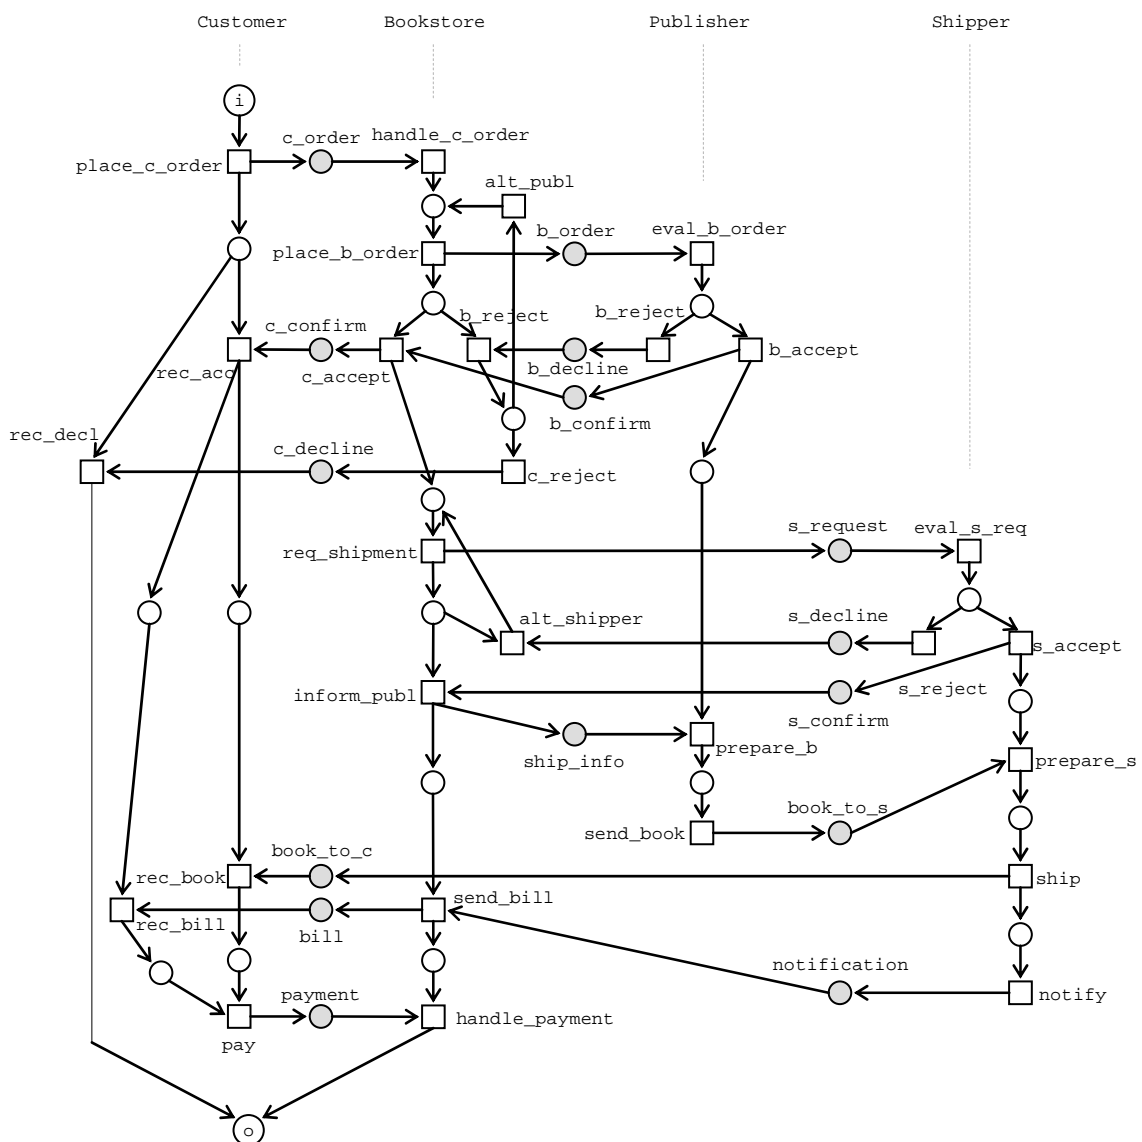 Customer Bookstore Publisher Shipper
i
c_order handle_c_order
place_c_order
alt_publ
b_order eval_b_order
place_b_order
b_reject b_reject
c_confirm
b_accept
rec_acc c_accept b_decline
b_confirm
rec_decl
c_decline
c_reject
s_request eval_s_req
req_shipment
alt_shipper s_decline
s_accept
inform_publ s_reject
s_confirm
prepare_b
ship_info prepare_s
book_to_s
send_book
book_to_c
rec_book ship
send_bill
rec_bill bill
notification
payment notify
handle_payment
pay
o